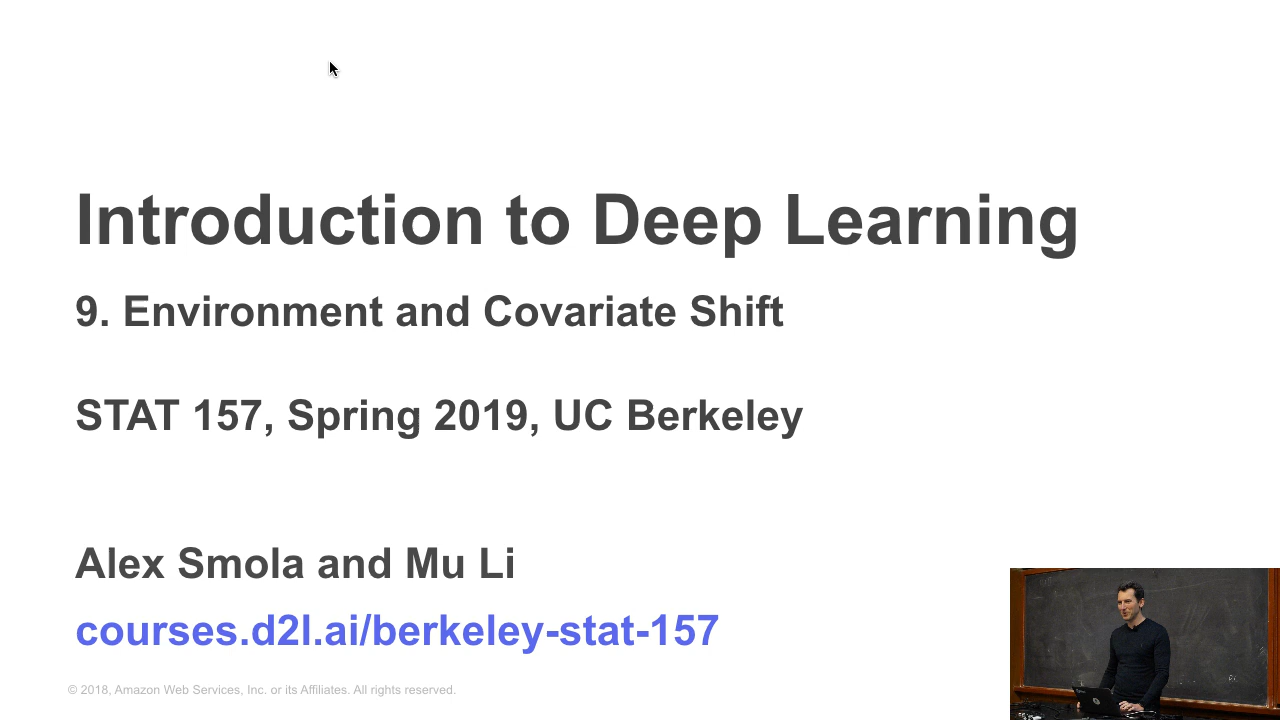 Introduction to Deep Learning
9. Environment and Covariate Shift
STAT 157, Spring 2019, UC Berkeley
Alex Smola and Mu Li
courses.d2l.ai/berkeley-stat-157
© 2018, Amazon Web Services, Inc. or its Affiliates. All rights reserved.